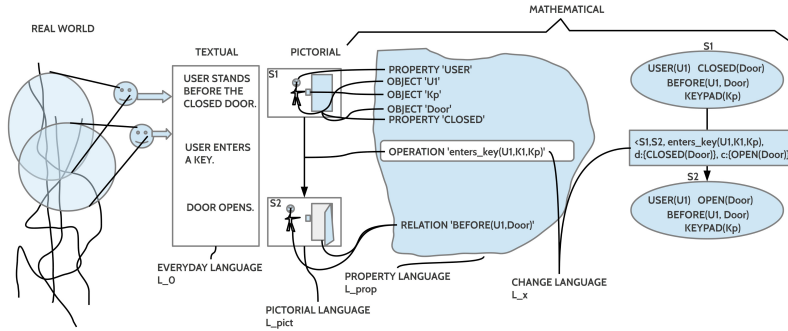 MATHEMATICAL
REAL WORLD
TEXTUAL
PICTORIAL
USER STANDS
BEFORE THE
CLOSED DOOR.
USER ENTERS
A KEY.
DOOR OPENS.
EVERYDAY LANGUAGE
L_0
S1
S2
PICTORIAL LANGUAGE
L_pict
PROPERTY 'USER'
OBJECT 'U1'
OBJECT 'Kp'
OBJECT 'Door'
PROPERTY 'CLOSED'
OPERATION 'enters_key(U1,K1,Kp)'
RELATION 'BEFORE(U1,Door)'
PROPERTY LANGUAGE
L_prop
CHANGE LANGUAGE
L_x
S1
USER(U1) CLOSED(Door)
BEFORE(U1, Door)
KEYPAD(Kp)
<S1,S2, enters_key(U1,K1,Kp),
d:{CLOSED(Door)}, c:{OPEN(Door)}
S2
USER(U1) OPEN(Door)
BEFORE(U1, Door)
KEYPAD(Kp)